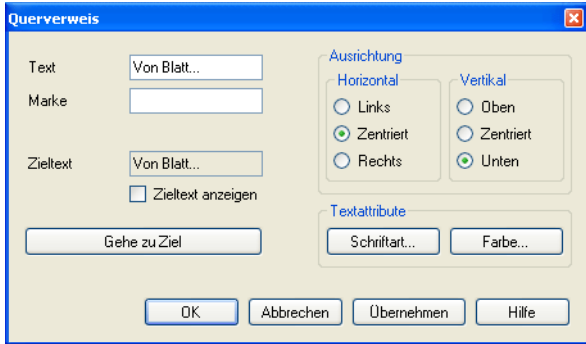 Querverweis
Text
Von Blatt...
Marke
Zieltext
Von Blatt...
Zieltext anzeigen
Gehe zu Ziel
Ausrichtung
Horizontal
Links
Zentriert
Rechts
Vertikal
Oben
Zentriert
Unten
Textattribute
Schriftart...
Farbe...
OK
Abbrechen
Übernehmen
Hilfe